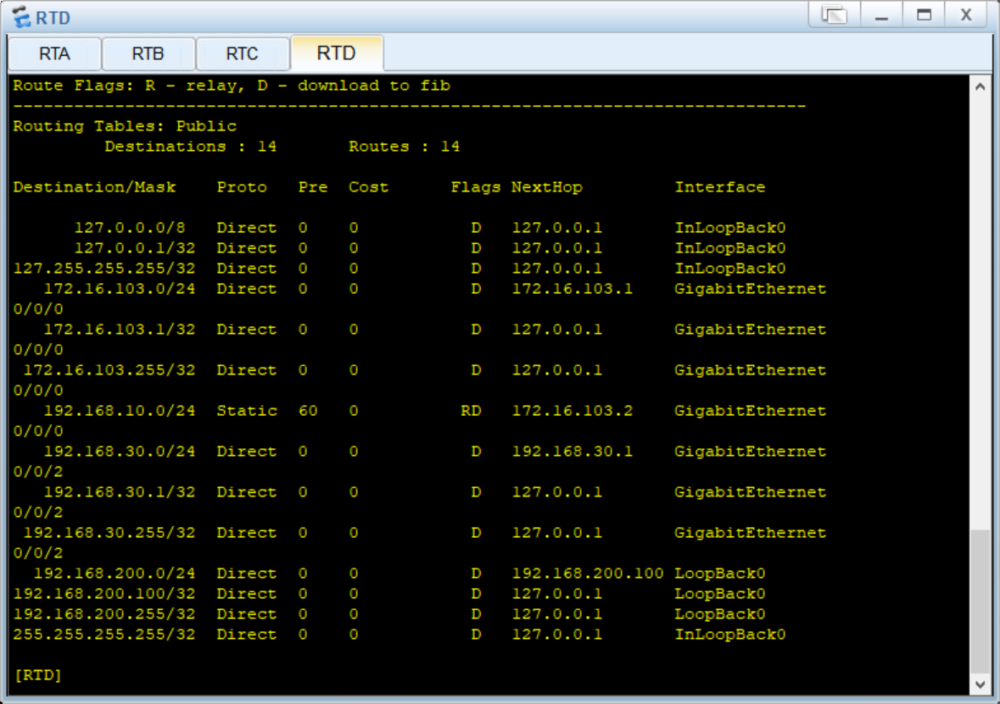 RTD
X
RTA RTB RTC RTD
Route Flags: R - relay, D - download to fib
------------------------------------------------------------------------------
Routing Tables: Public
         Destinations : 14       Routes : 14

Destination/Mask    Proto   Pre  Cost      Flags NextHop         Interface

      127.0.0.0/8   Direct  0    0           D   127.0.0.1       InLoopBack0
      127.0.0.1/32  Direct  0    0           D   127.0.0.1       InLoopBack0
127.255.255.255/32  Direct  0    0           D   127.0.0.1       InLoopBack0
   172.16.103.0/24  Direct  0    0           D   172.16.103.1    GigabitEthernet
0/0/0
   172.16.103.1/32  Direct  0    0           D   127.0.0.1       GigabitEthernet
0/0/0
 172.16.103.255/32  Direct  0    0           D   127.0.0.1       GigabitEthernet
0/0/0
   192.168.10.0/24  Static  60   0          RD   172.16.103.2    GigabitEthernet
0/0/0
   192.168.30.0/24  Direct  0    0           D   192.168.30.1    GigabitEthernet
0/0/2
   192.168.30.1/32  Direct  0    0           D   127.0.0.1       GigabitEthernet
0/0/2
 192.168.30.255/32  Direct  0    0           D   127.0.0.1       GigabitEthernet
0/0/2
  192.168.200.0/24  Direct  0    0           D   192.168.200.100 LoopBack0
192.168.200.100/32  Direct  0    0           D   127.0.0.1       LoopBack0
192.168.200.255/32  Direct  0    0           D   127.0.0.1       LoopBack0
255.255.255.255/32  Direct  0    0           D   127.0.0.1       InLoopBack0

[RTD]